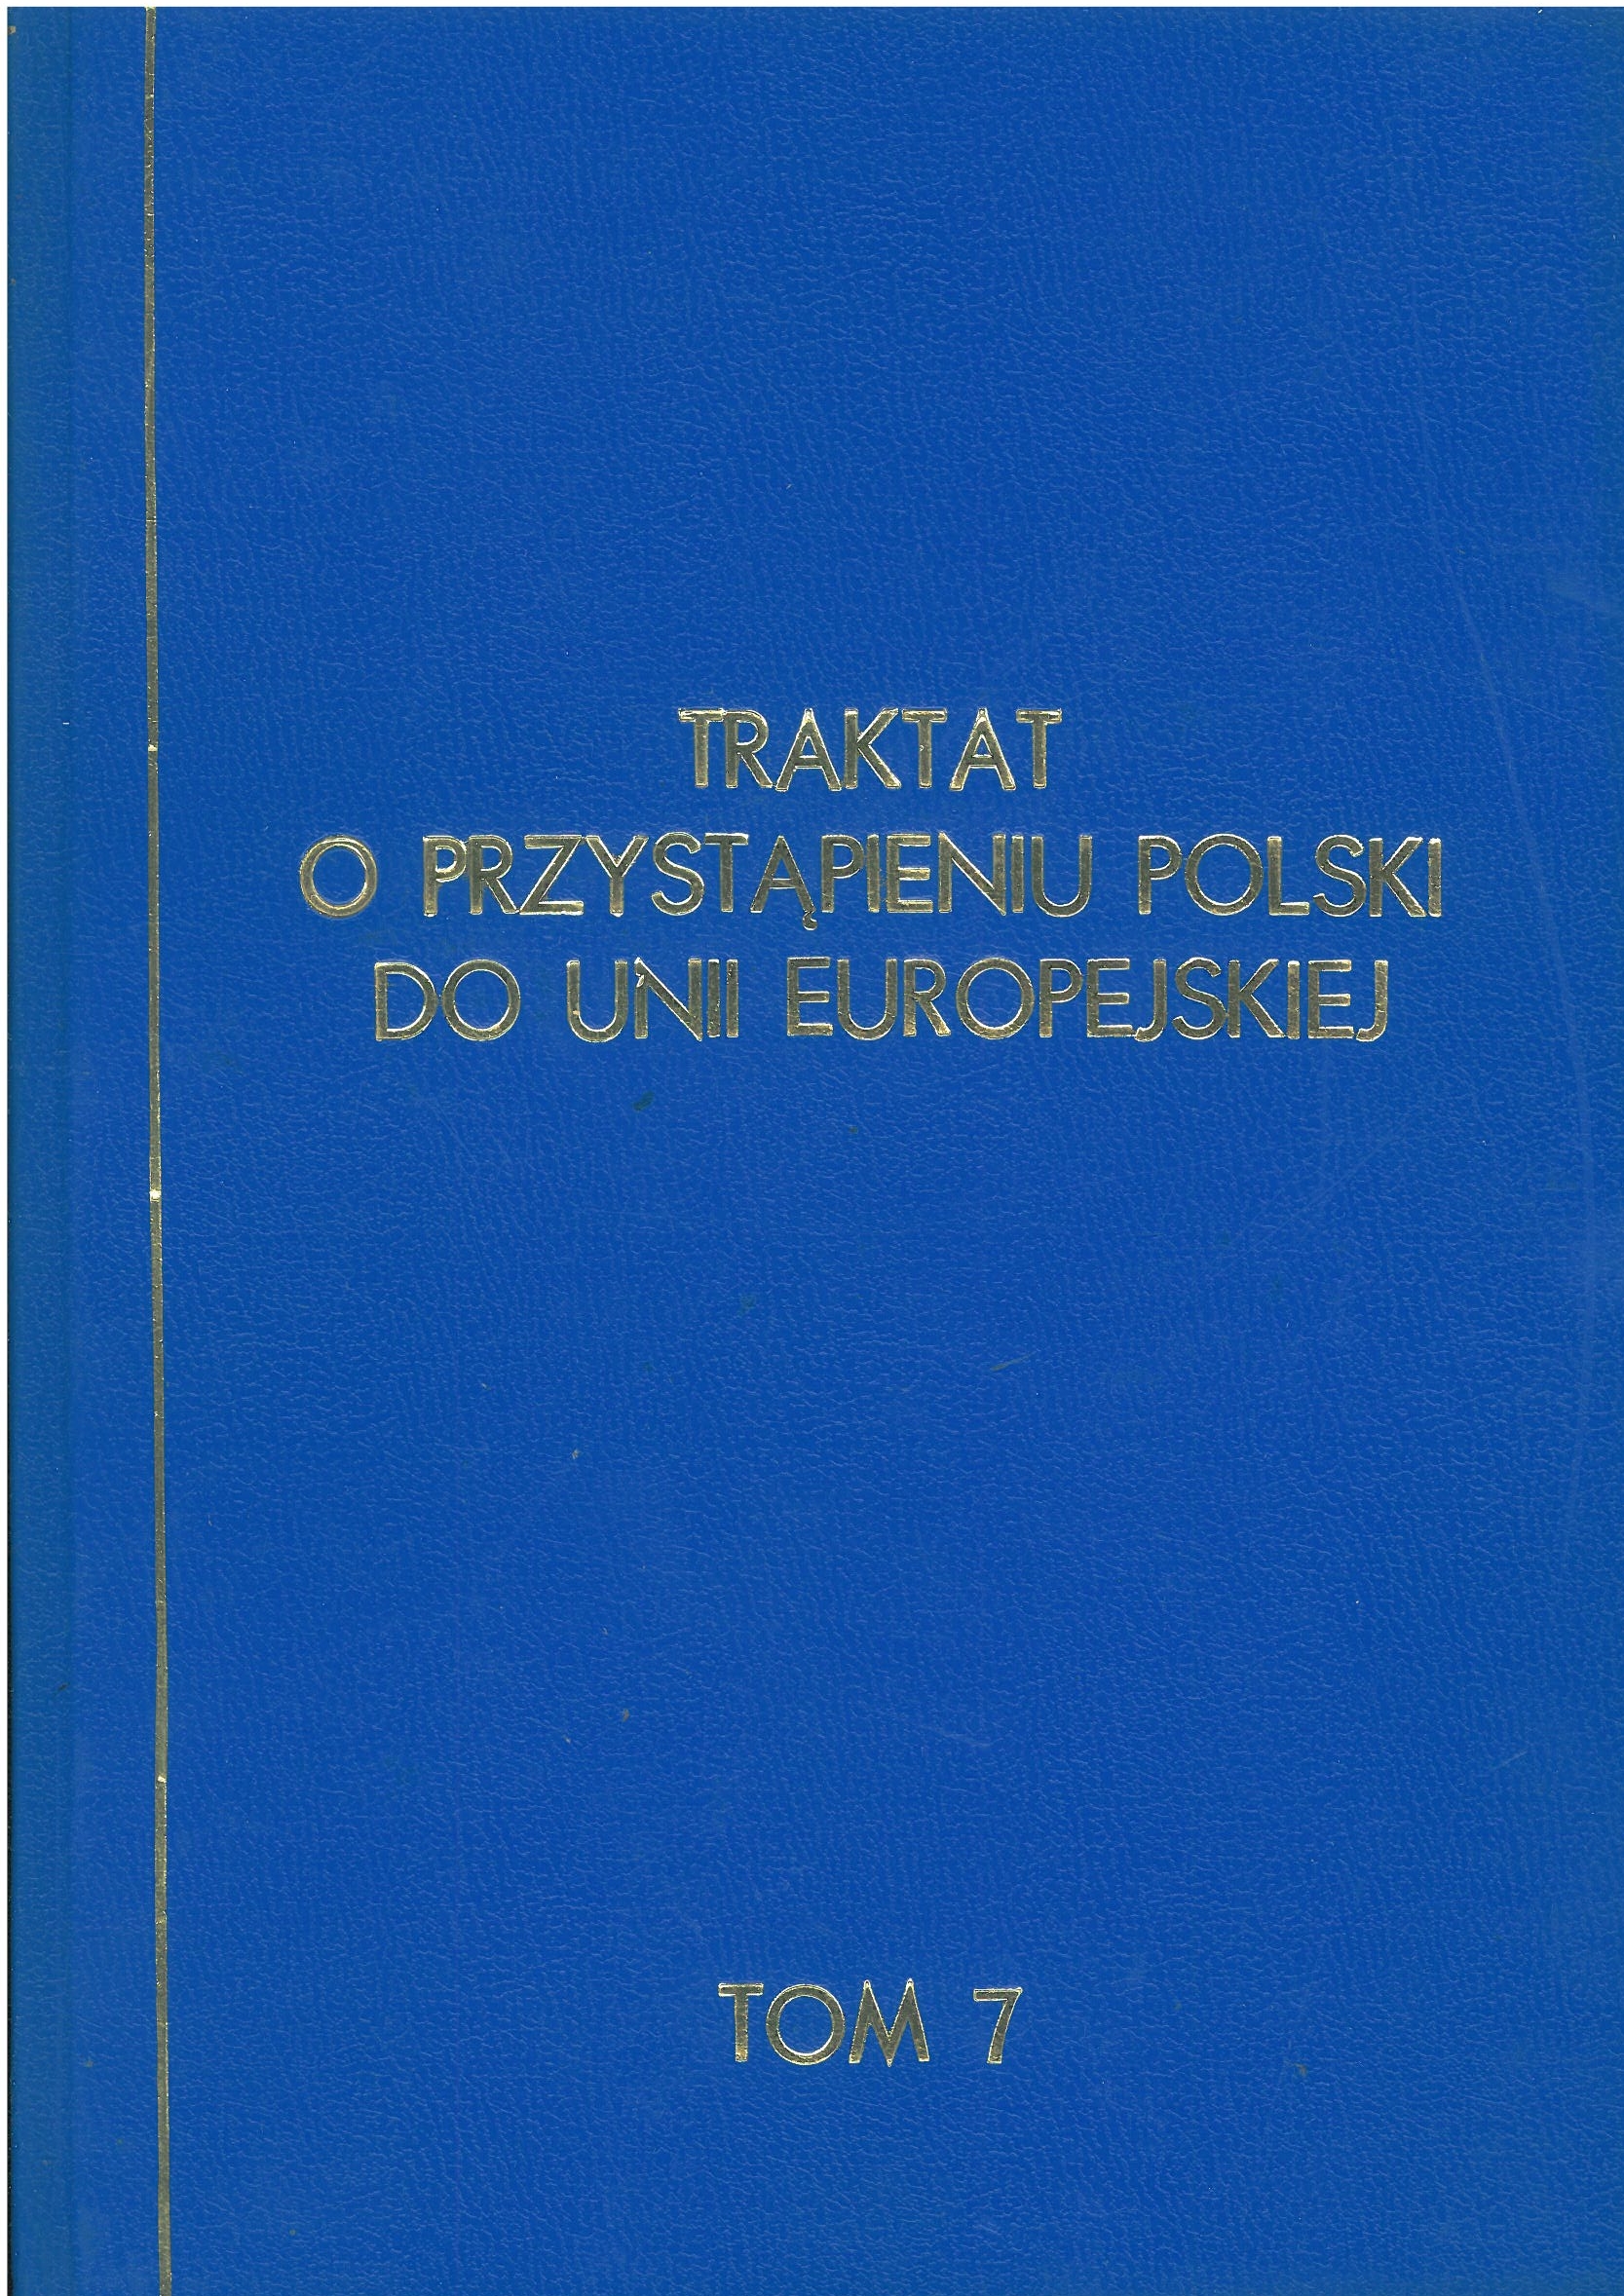 TRAKTAT
O PRZYSTĄPIENIU POLSKI
DO UNII EUROPEJSKIEJ
TOM 7